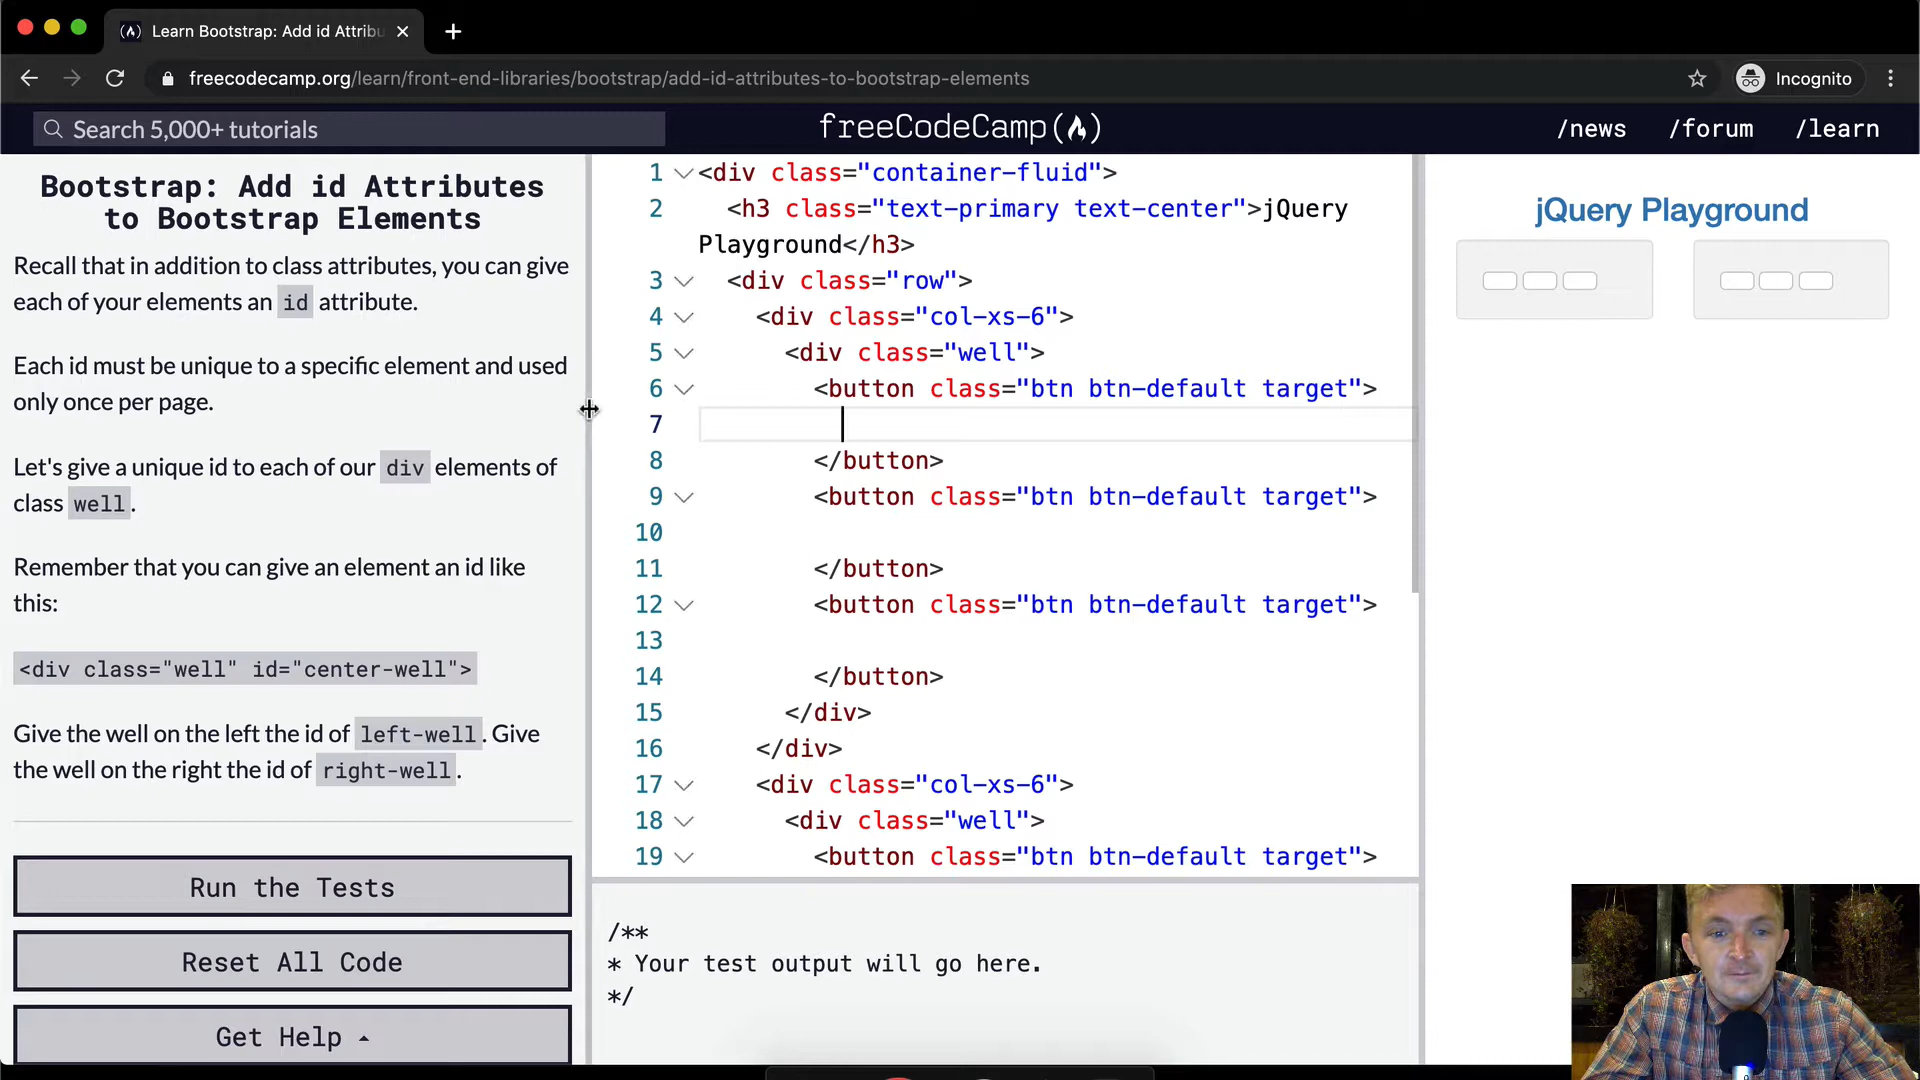 Learn Bootstrap: Add id Attribu
freecodecamp.org/learn/front-end-libraries/bootstrap/add-id-attributes-to-bootstrap-elements
Incognito
Search 5,000+ tutorials
freeCodeCamp
/news
/forum
/learn
Bootstrap: Add id Attributes
to Bootstrap Elements
Recall that in addition to class attributes, you can give
each of your elements an id attribute.
Each id must be unique to a specific element and used
only once per page.
Let's give a unique id to each of our div elements of
class well.
Remember that you can give an element an id like
this:
<div class="well" id="center-well">
Give the well on the left the id of left-well. Give
the well on the right the id of right-well.
Run the Tests
Reset All Code
Get Help
1 <div class="container-fluid">
2 <h3 class="text-primary text-center">jQuery
Playground</h3>
3 <div class="row">
4 <div class="col-xs-6">
5 <div class="well">
6 <button class="btn btn-default target">
7
8 </button>
9 <button class="btn btn-default target">
10
11 </button>
12 <button class="btn btn-default target">
13
14 </button>
15 </div>
16 </div>
17 <div class="col-xs-6">
18 <div class="well">
19 <button class="btn btn-default target">
/**
* Your test output will go here.
*/
jQuery Playground